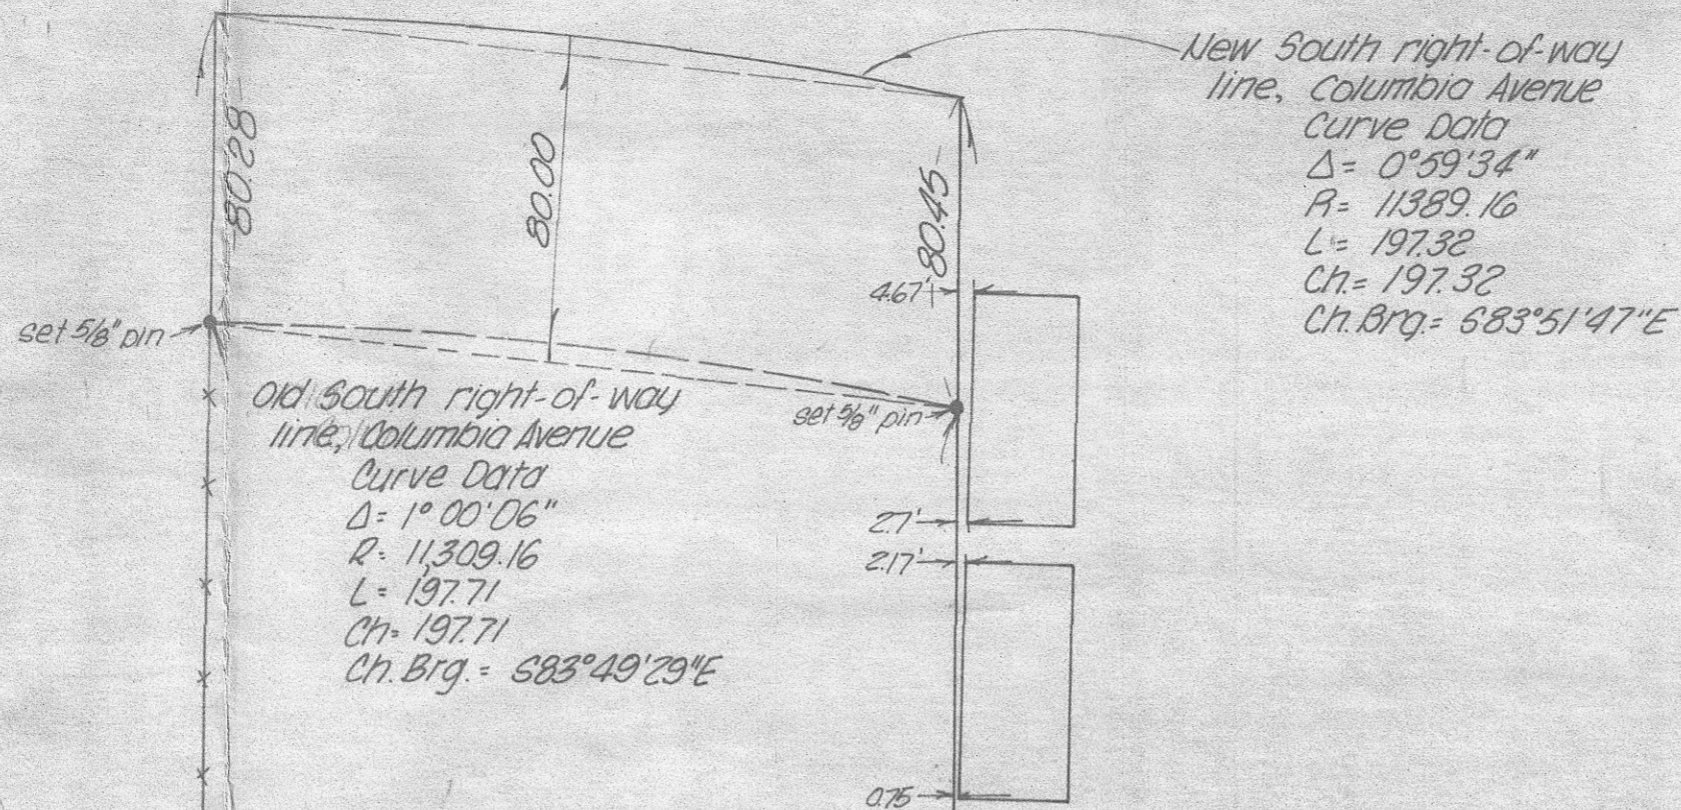 New South right-of-way
line, Columbia Avenue
Curve Data
Δ= 0°59'34"
R= 11389.16
L= 197.32
Ch.= 197.32
Ch.Brg.= S83°51'47"E
80.28
80.00
80.45
4.67'
set 5/8" pin
Old South right-of-way
line, Columbia Avenue
Curve Data
Δ= 1°00'06"
R= 11,309.16
L= 197.71
Ch= 197.71
Ch. Brg.= S83°49'29"E
set 5/8" pin
2.7'
2.17'
0.75